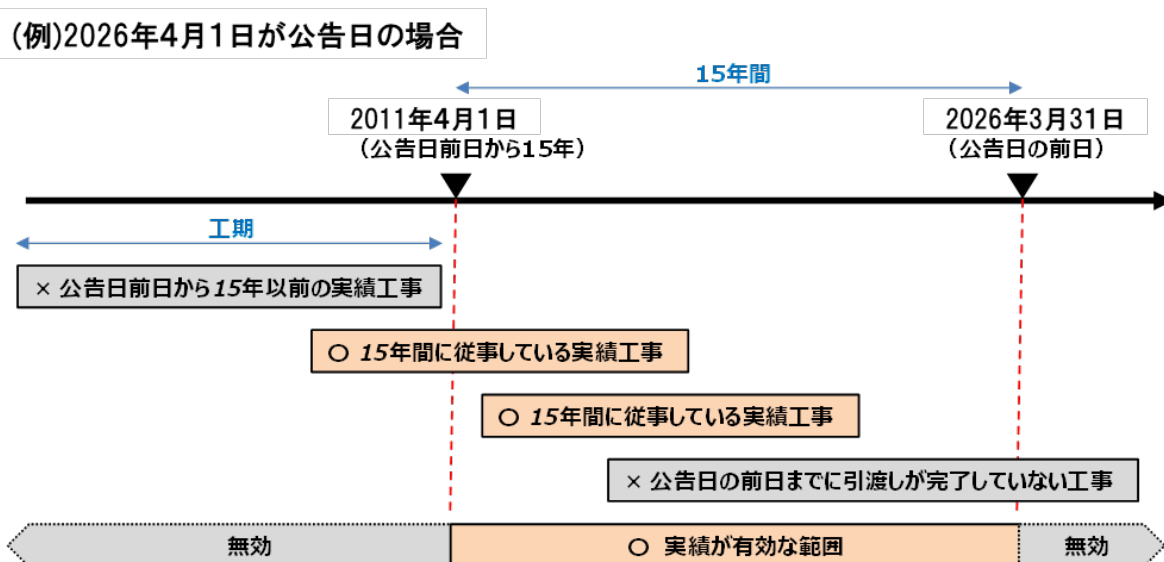 (例)2026年4月1日が公告日の場合
15年間
2011年4月1日
(公告日前日から15年)
2026年3月31日
(公告日の前日)
工期
× 公告日前日から15年以前の実績工事
〇 15年間に従事している実績工事
〇 15年間に従事している実績工事
× 公告日の前日までに引渡しが完了していない工事
無効
〇 実績が有効な範囲
無効